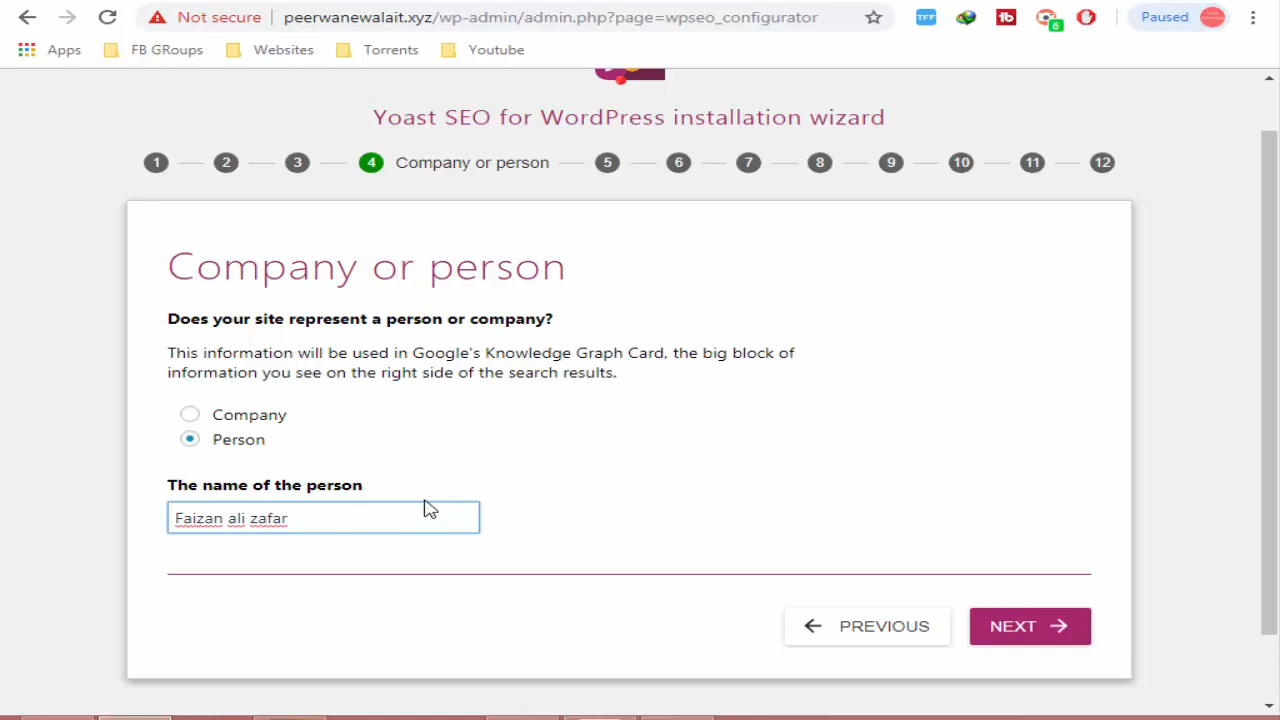 Not secure peerwanewalait.xyz/wp-admin/admin.php?page=wpseo_configurator TFF 1b 6 Paused
Apps FB GRoups Websites Torrents Youtube
Yoast SEO for WordPress installation wizard
1 2 3 4 Company or person 5 6 7 8 9 10 11 12
Company or person
Does your site represent a person or company?
This information will be used in Google's Knowledge Graph Card, the big block of
information you see on the right side of the search results.
Company
Person
The name of the person
Faizan ali zafar
PREVIOUS NEXT